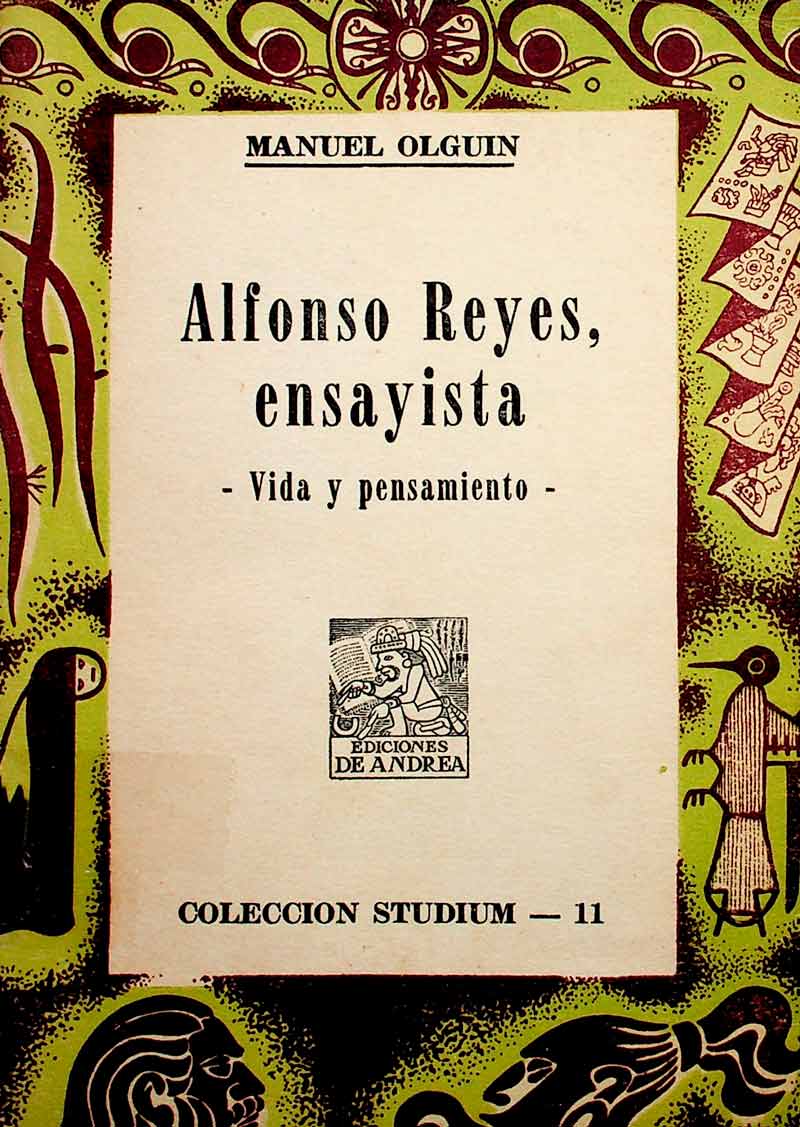 MANUEL OLGUIN
Alfonso Reyes,
ensayista
- Vida y pensamiento -
EDICIONES
DE ANDREA
COLECCION STUDIUM — 11